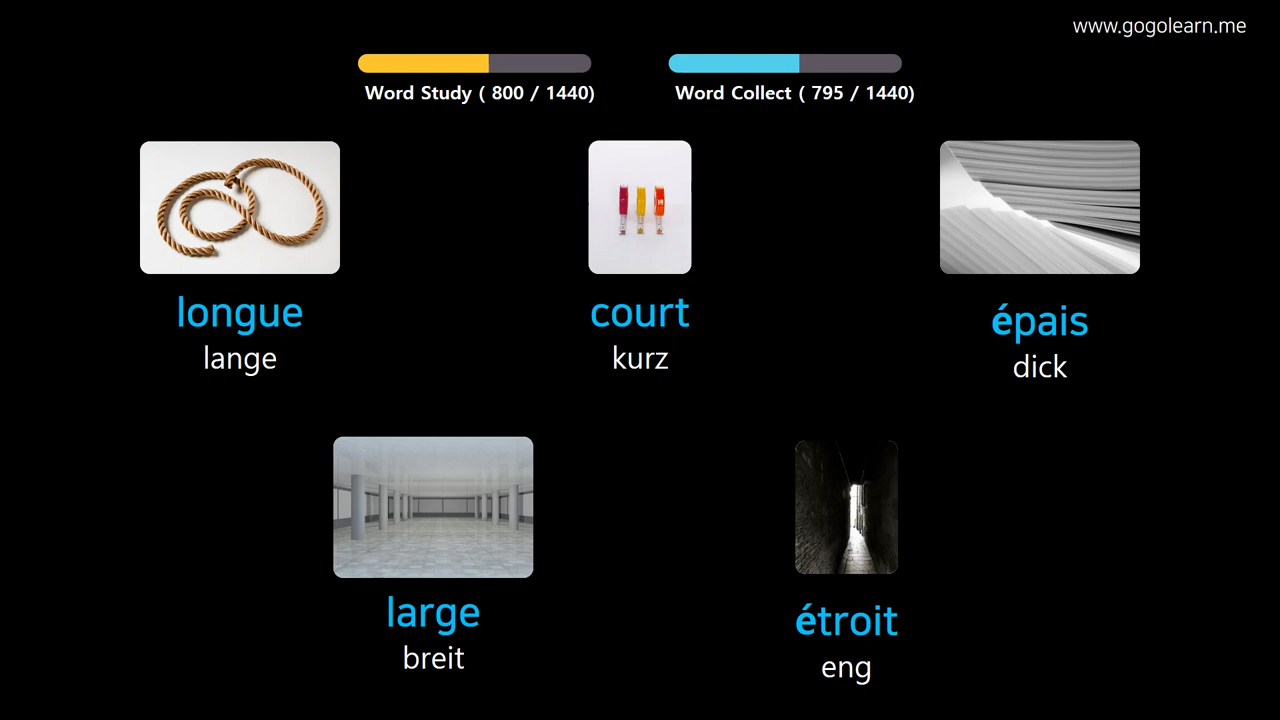 www.gogolearn.me
Word Study ( 800 / 1440)
Word Collect ( 795 / 1440)
longue
lange
court
kurz
épais
dick
large
breit
étroit
eng